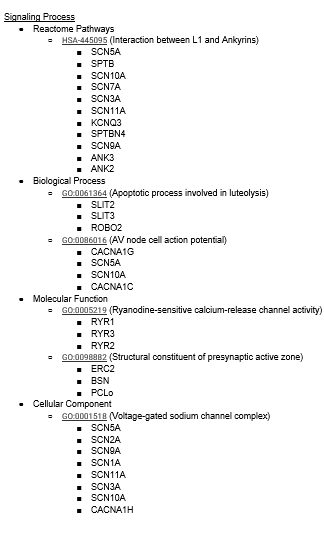 Signaling Process
Reactome Pathways
HSA-445095 (Interaction between L1 and Ankyrins)
SCN5A
SPTB
SCN10A
SCN7A
SCN3A
SCN11A
KCNQ3
SPTBN4
SCN9A
ANK3
ANK2
Biological Process
GO:0061364 (Apoptotic process involved in luteolysis)
SLIT2
SLIT3
ROBO2
GO:0086016 (AV node cell action potential)
CACNA1G
SCN5A
SCN10A
CACNA1C
Molecular Function
GO:0005219 (Ryanodine-sensitive calcium-release channel activity)
RYR1
RYR3
RYR2
GO:0098882 (Structural constituent of presynaptic active zone)
ERC2
BSN
PCLo
Cellular Component
GO:0001518 (Voltage-gated sodium channel complex)
SCN5A
SCN2A
SCN9A
SCN1A
SCN11A
SCN3A
SCN10A
CACNA1H